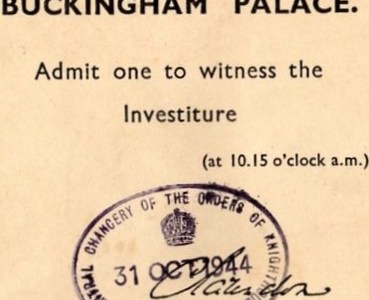 BUCKINGHAM PALACE.
Admit one to witness the
Investiture
(at 10.15 o'clock a.m.)
CHANCERY OF THE ORDERS OF KNIGHT
31 OCT 1944